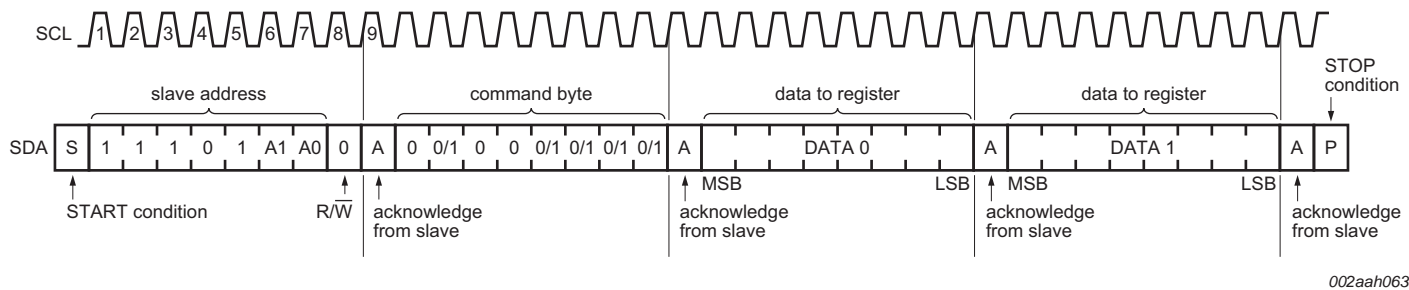 SCL 1 2 3 4 5 6 7 8 9
STOP
condition
slave address command byte data to register data to register
SDA S 1 1 1 0 1 A1 A0 0 A 0 0/1 0 0 0/1 0/1 0/1 0/1 A DATA 0 A DATA 1 A P
MSB LSB MSB LSB
START condition R/W̅ acknowledge acknowledge acknowledge acknowledge
from slave from slave from slave from slave
002aah063